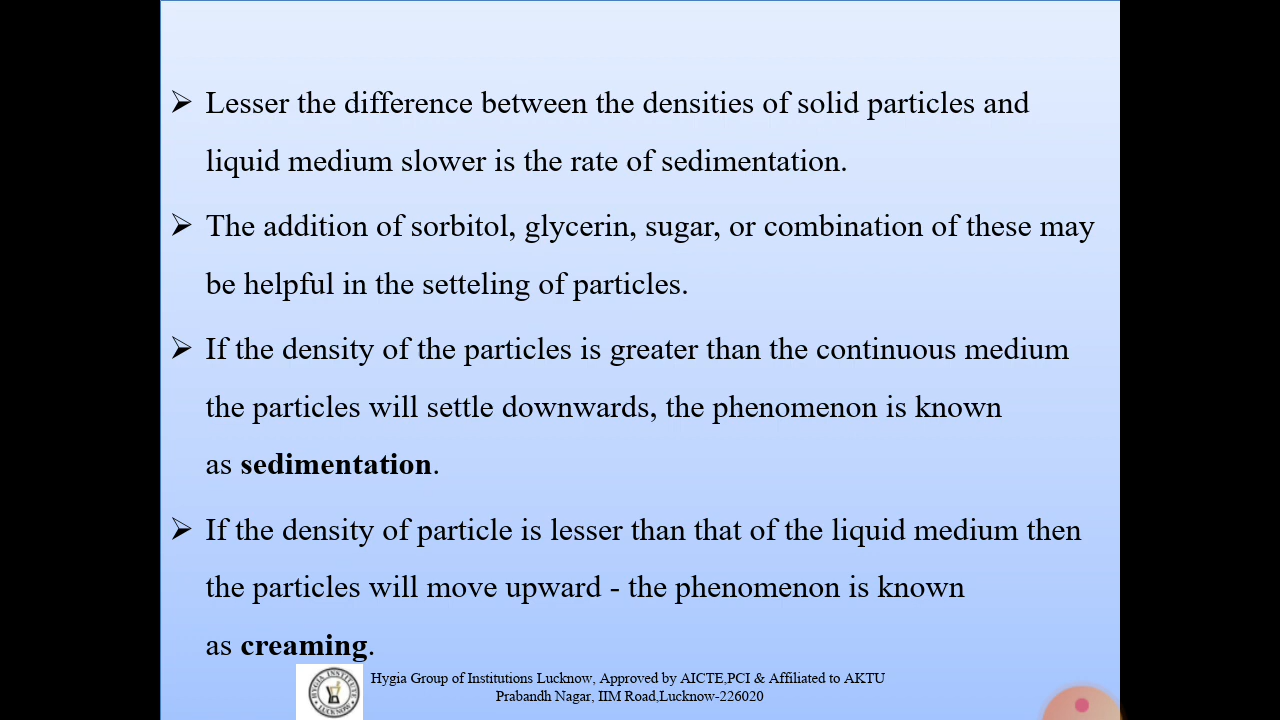 ➢ Lesser the difference between the densities of solid particles and
liquid medium slower is the rate of sedimentation.
➢ The addition of sorbitol, glycerin, sugar, or combination of these may
be helpful in the setteling of particles.
➢ If the density of the particles is greater than the continuous medium
the particles will settle downwards, the phenomenon is known
as sedimentation.
➢ If the density of particle is lesser than that of the liquid medium then
the particles will move upward - the phenomenon is known
as creaming.
HYGIA INSTITUTE
LUCKNOW
Hygia Group of Institutions Lucknow, Approved by AICTE,PCI & Affiliated to AKTU
Prabandh Nagar, IIM Road,Lucknow-226020